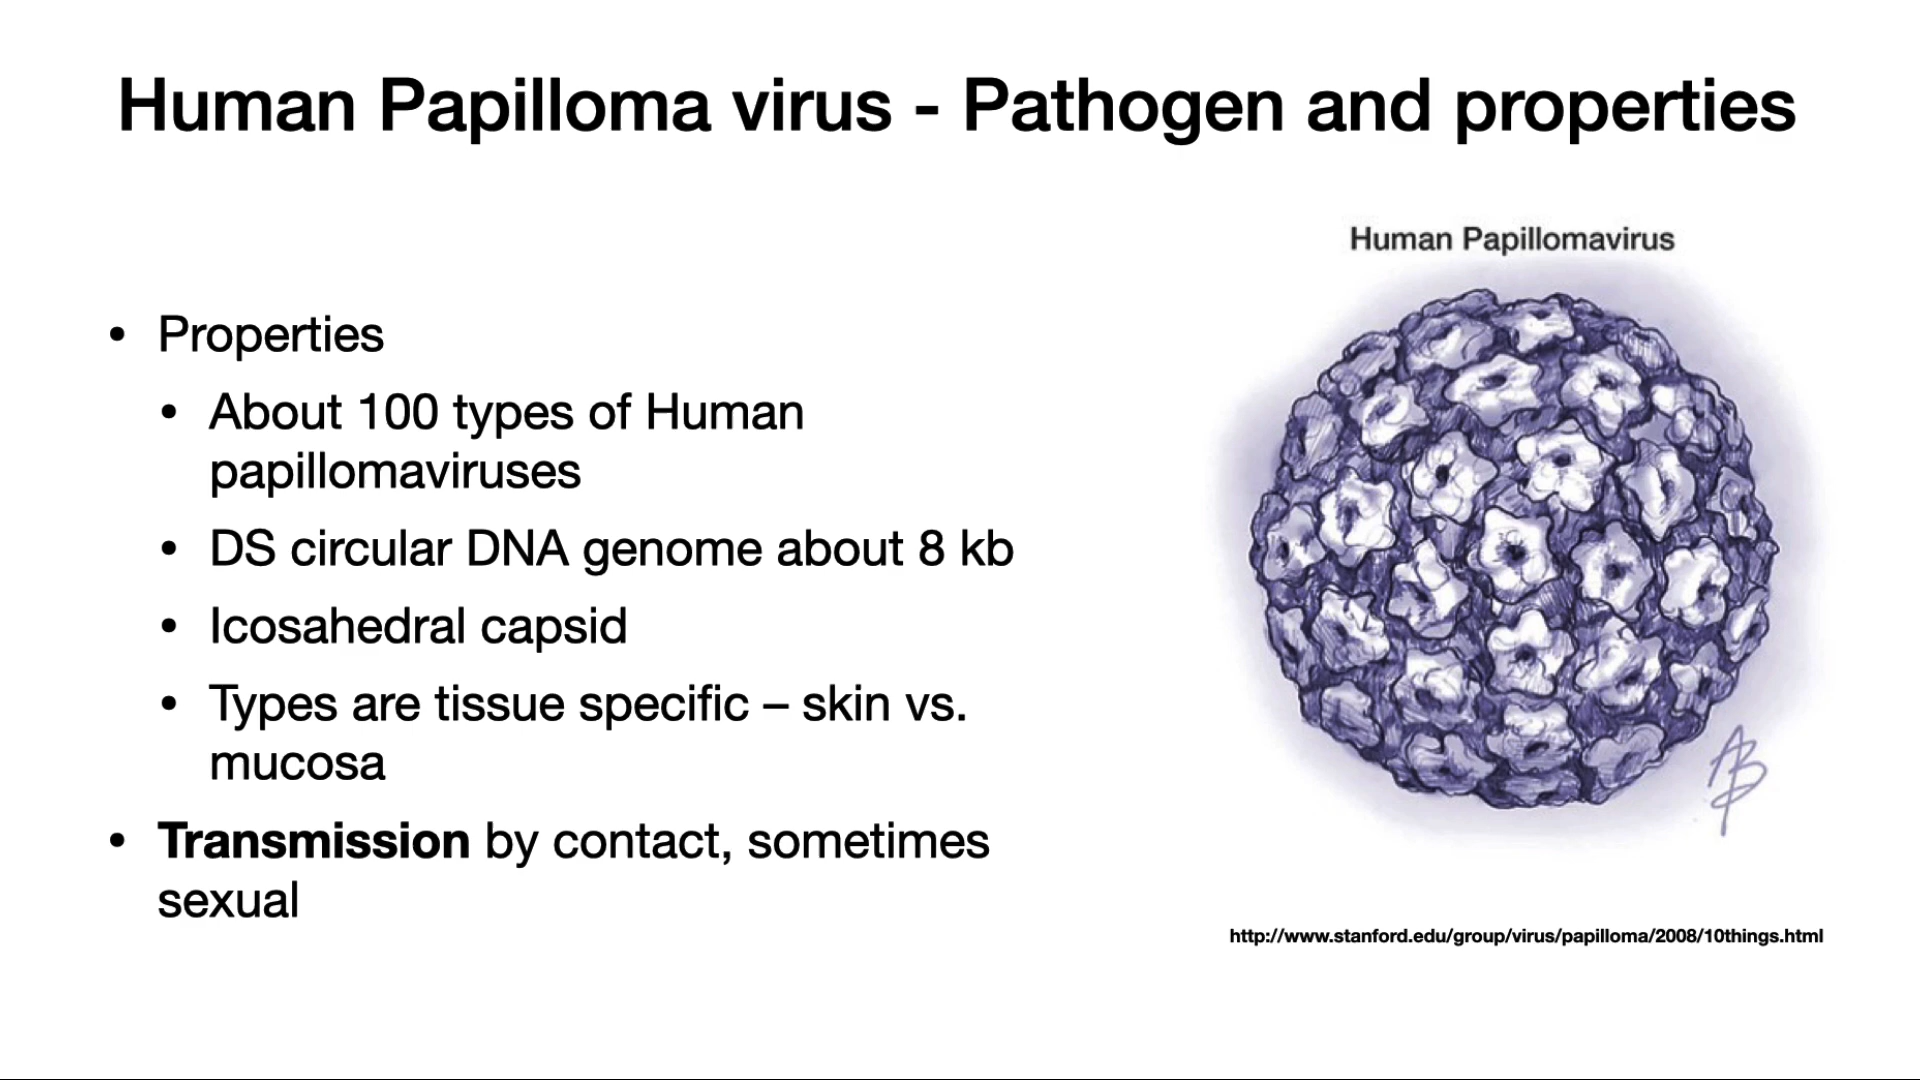 Human Papilloma virus - Pathogen and properties
Human Papillomavirus
• Properties
• About 100 types of Human
papillomaviruses
• DS circular DNA genome about 8 kb
• Icosahedral capsid
• Types are tissue specific – skin vs.
mucosa
• Transmission by contact, sometimes
sexual
http://www.stanford.edu/group/virus/papilloma/2008/10things.html